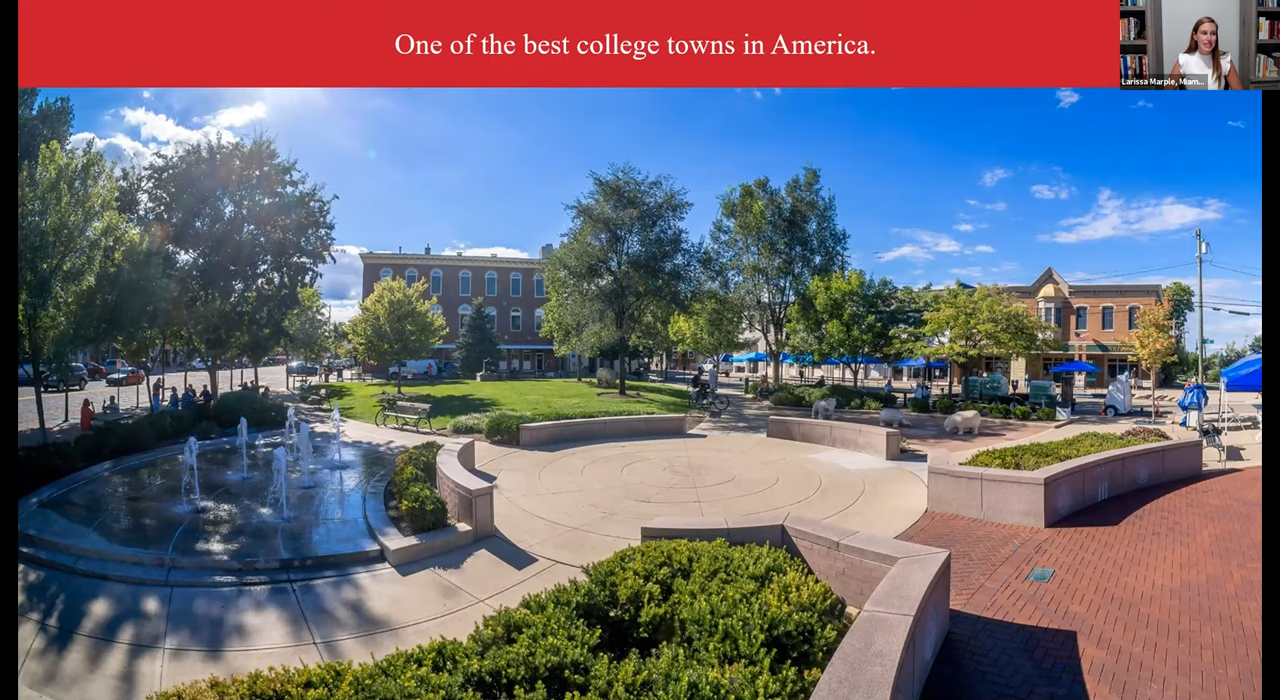 One of the best college towns in America.
Larissa Marple, Miam...